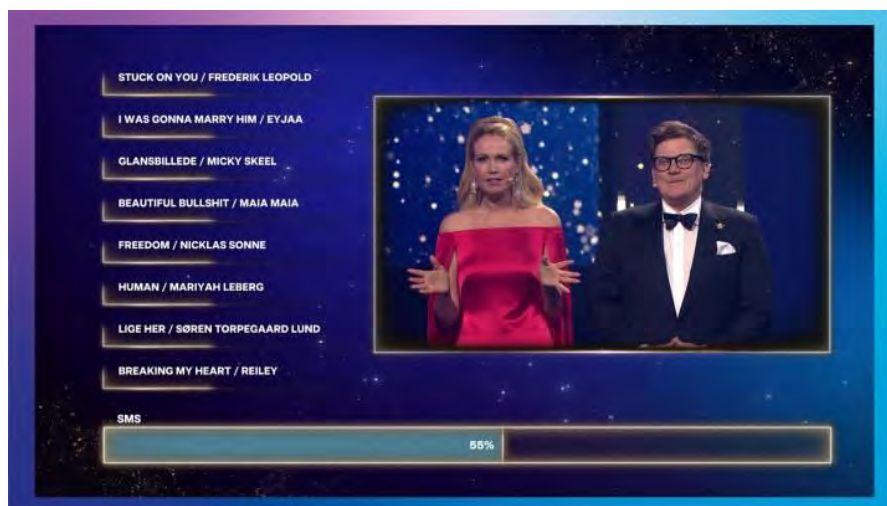 STUCK ON YOU / FREDERIK LEOPOLD
I WAS GONNA MARRY HIM / EYJAA
GLANSBILLEDE / MICKY SKEEL
BEAUTIFUL BULLSHIT / MAIA MAIA
FREEDOM / NICKLAS SONNE
HUMAN / MARIYAH LEBERG
LIGE HER / SØREN TORPEGAARD LUND
BREAKING MY HEART / REILEY
SMS
55%